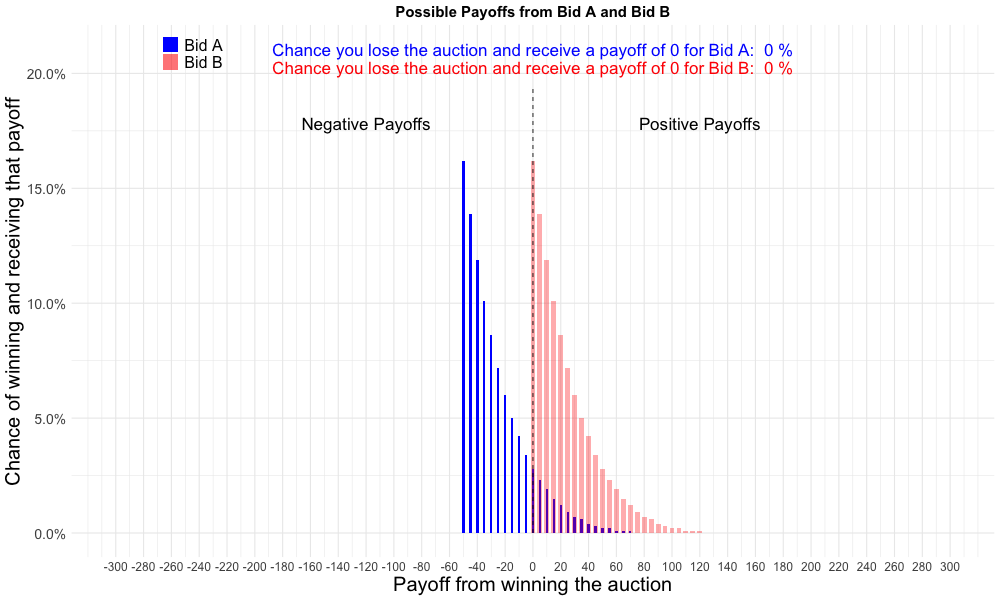 Possible Payoffs from Bid A and Bid B
Bid A
Bid B
Chance you lose the auction and receive a payoff of 0 for Bid A:  0 %
Chance you lose the auction and receive a payoff of 0 for Bid B:  0 %
Negative Payoffs
Positive Payoffs
Chance of winning and receiving that payoff
20.0%
15.0%
10.0%
5.0%
0.0%
-300 -280 -260 -240 -220 -200 -180 -160 -140 -120 -100 -80 -60 -40 -20 0 20 40 60 80 100 120 140 160 180 200 220 240 260 280 300
Payoff from winning the auction